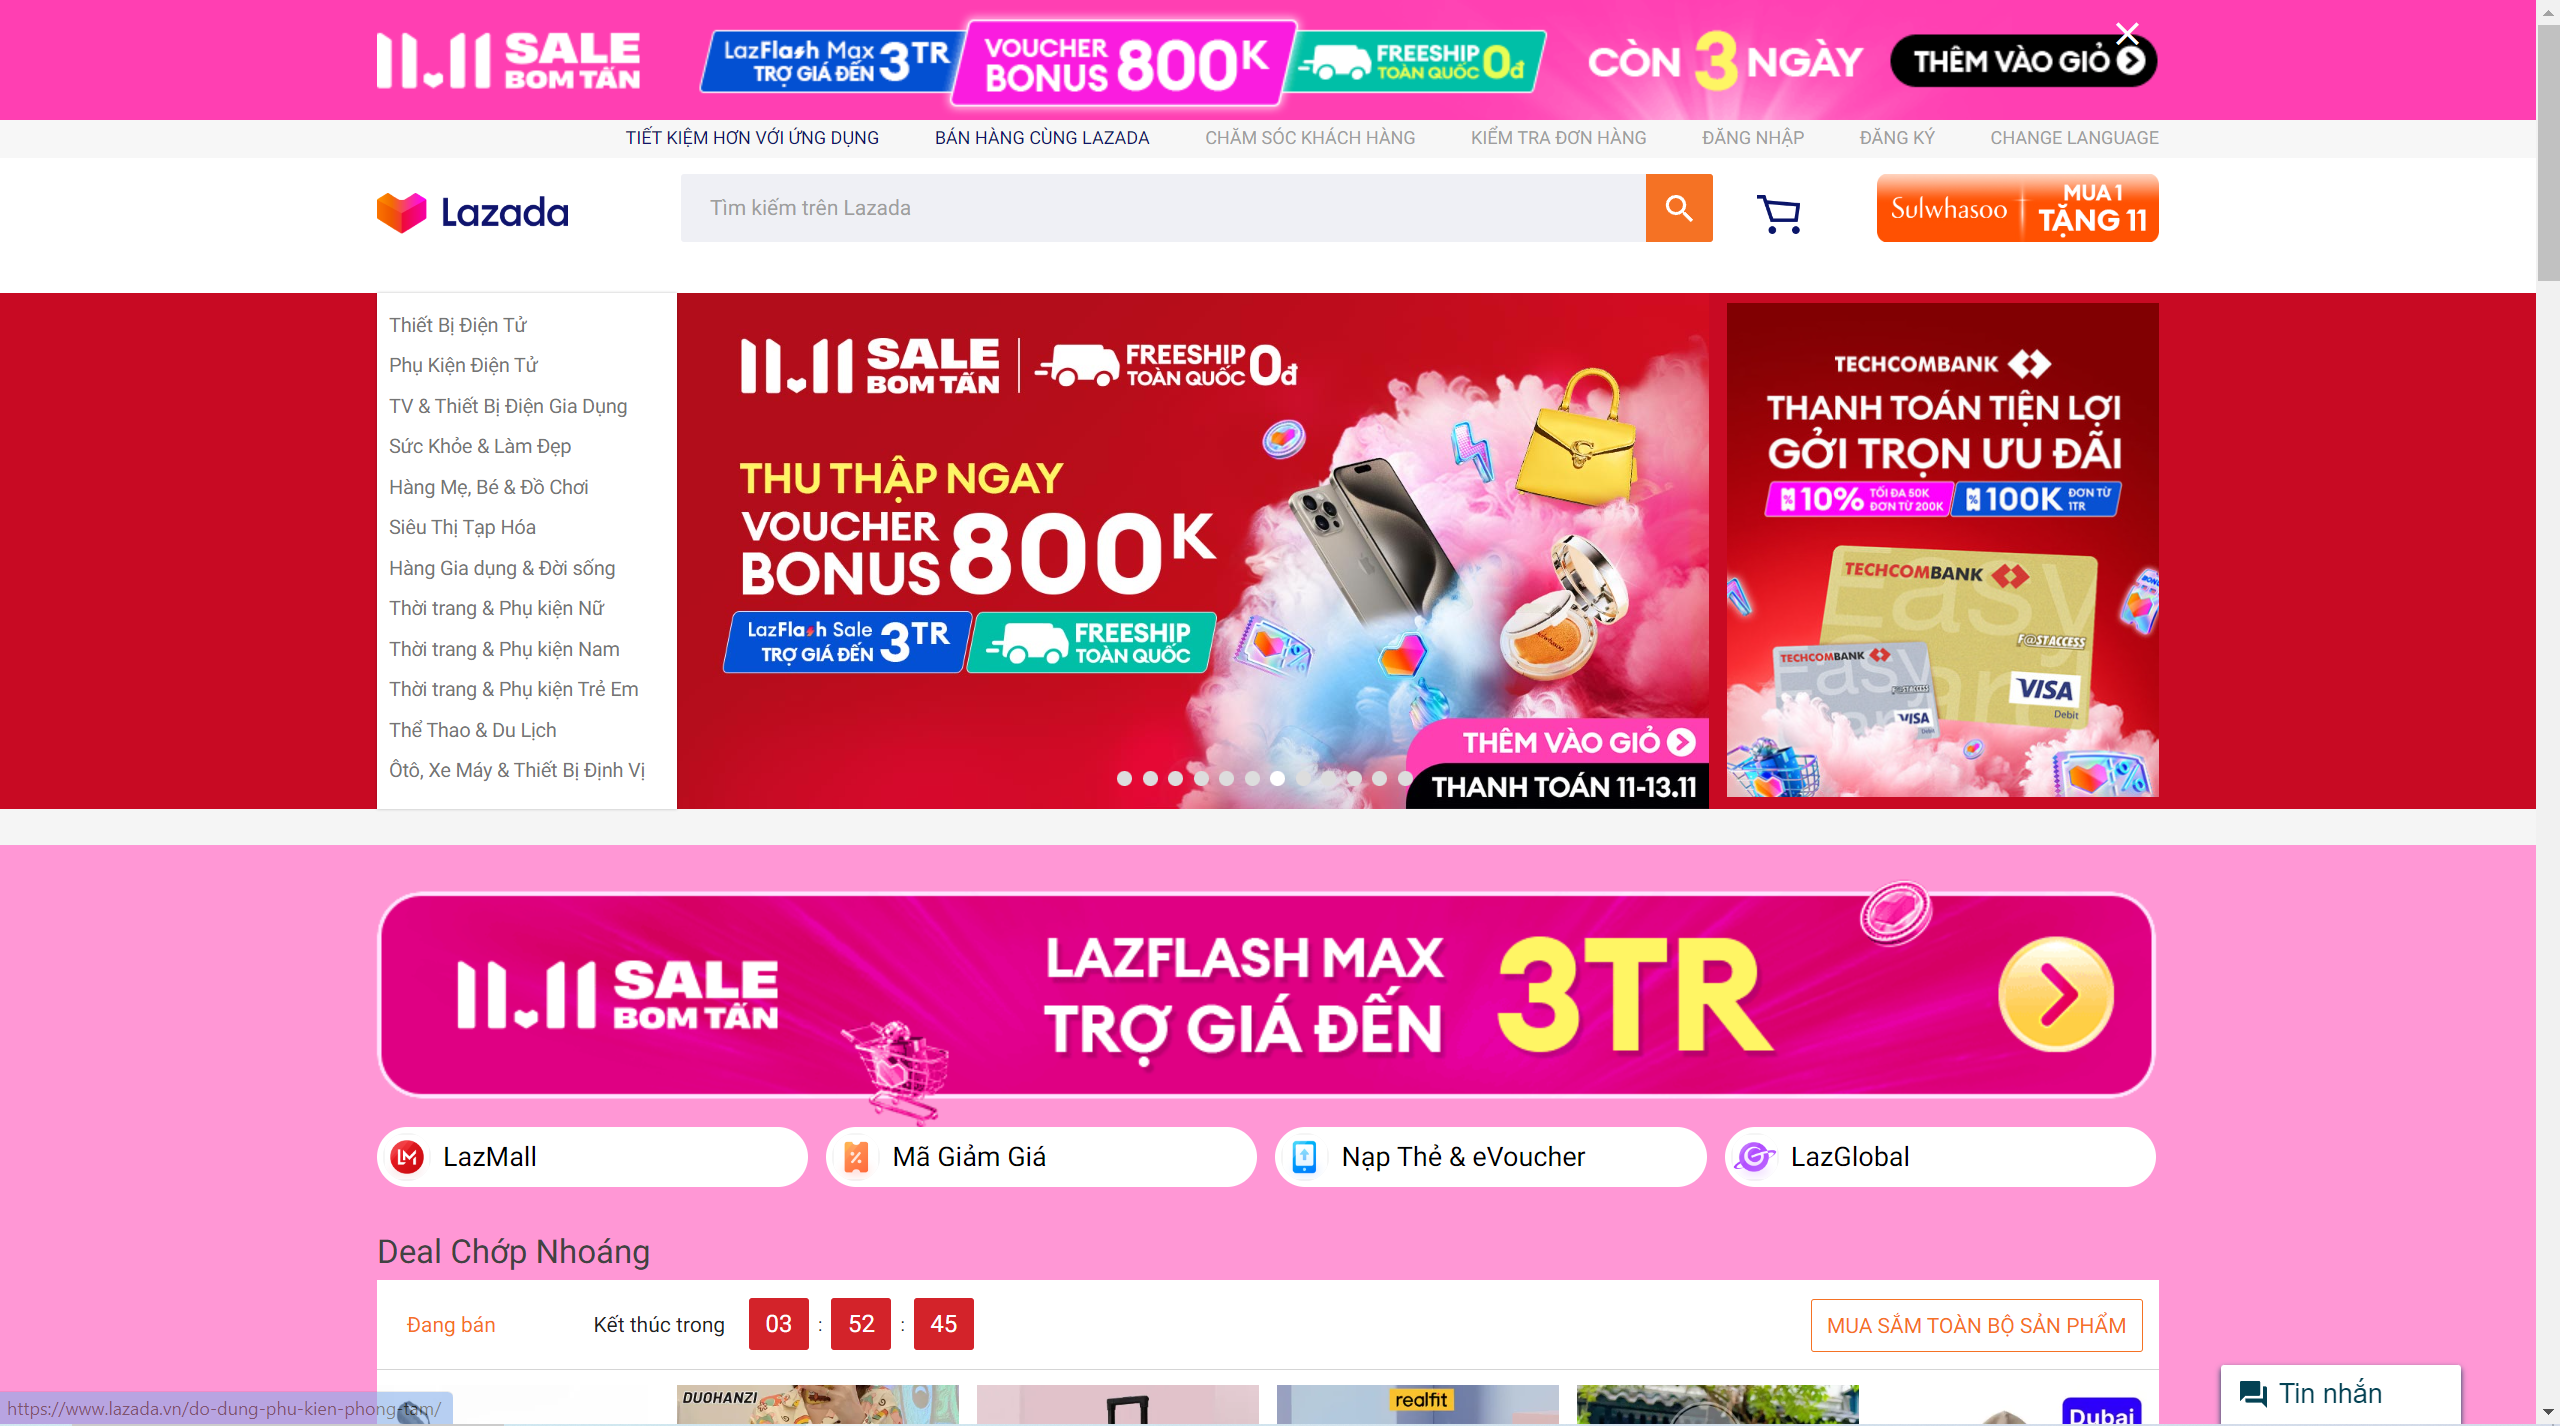 11.11 SALE
BOM TẤN
LazFlash Max
TRỢ GIÁ ĐẾN 3TR
VOUCHER
BONUS 800K
FREESHIP
TOÀN QUỐC 0đ
CÒN 3 NGÀY
THÊM VÀO GIỎ
TIẾT KIỆM HƠN VỚI ỨNG DỤNG
BÁN HÀNG CÙNG LAZADA
CHĂM SÓC KHÁCH HÀNG
KIỂM TRA ĐƠN HÀNG
ĐĂNG NHẬP
ĐĂNG KÝ
CHANGE LANGUAGE
Lazada
Tìm kiếm trên Lazada
Sulwhasoo
MUA 1
TẶNG 11
Thiết Bị Điện Tử
Phụ Kiện Điện Tử
TV & Thiết Bị Điện Gia Dụng
Sức Khỏe & Làm Đẹp
Hàng Mẹ, Bé & Đồ Chơi
Siêu Thị Tạp Hóa
Hàng Gia dụng & Đời sống
Thời trang & Phụ kiện Nữ
Thời trang & Phụ kiện Nam
Thời trang & Phụ kiện Trẻ Em
Thể Thao & Du Lịch
Ôtô, Xe Máy & Thiết Bị Định Vị
11.11 SALE
BOM TẤN
FREESHIP
TOÀN QUỐC 0đ
THU THẬP NGAY
VOUCHER
BONUS 800K
LazFlash Sale
TRỢ GIÁ ĐẾN 3TR
FREESHIP
TOÀN QUỐC
THÊM VÀO GIỎ
THANH TOÁN 11-13.11
TECHCOMBANK
THANH TOÁN TIỆN LỢI
GỞI TRỌN ƯU ĐÃI
10% TỐI ĐA 50K
ĐƠN TỪ 200K
100K ĐƠN TỪ
1TR
TECHCOMBANK
Easy
F@STACCESS
VISA
Debit
TECHCOMBANK
Easy
F@STACCESS
VISA
Debit
11.11 SALE
BOM TẤN
LAZFLASH MAX
TRỢ GIÁ ĐẾN
3TR
LazMall
Mã Giảm Giá
Nạp Thẻ & eVoucher
LazGlobal
Deal Chớp Nhoáng
Đang bán
Kết thúc trong
03 : 52 : 45
MUA SẮM TOÀN BỘ SẢN PHẨM
DUOHANZI
realfit
Dubai
Tin nhắn
https://www.lazada.vn/do-dung-phu-kien-phong-tam/